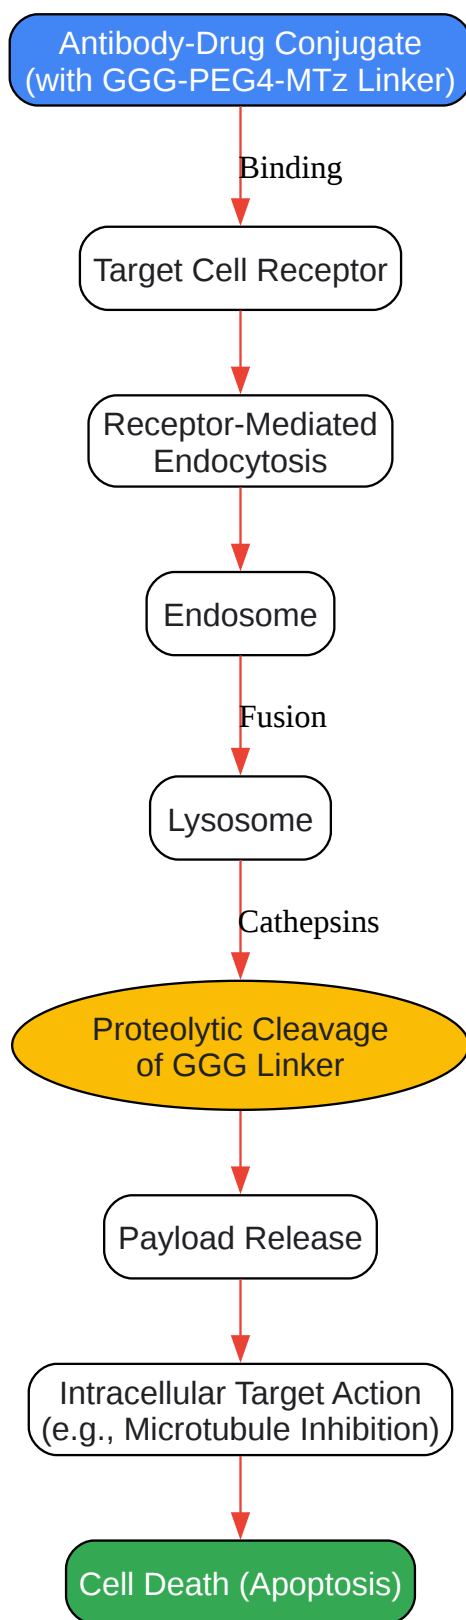 Antibody-Drug Conjugate
(with GGG-PEG4-MTz Linker)
Binding
Target Cell Receptor
Receptor-Mediated
Endocytosis
Endosome
Fusion
Lysosome
Cathepsins
Proteolytic Cleavage
of GGG Linker
Payload Release
Intracellular Target Action
(e.g., Microtubule Inhibition)
Cell Death (Apoptosis)